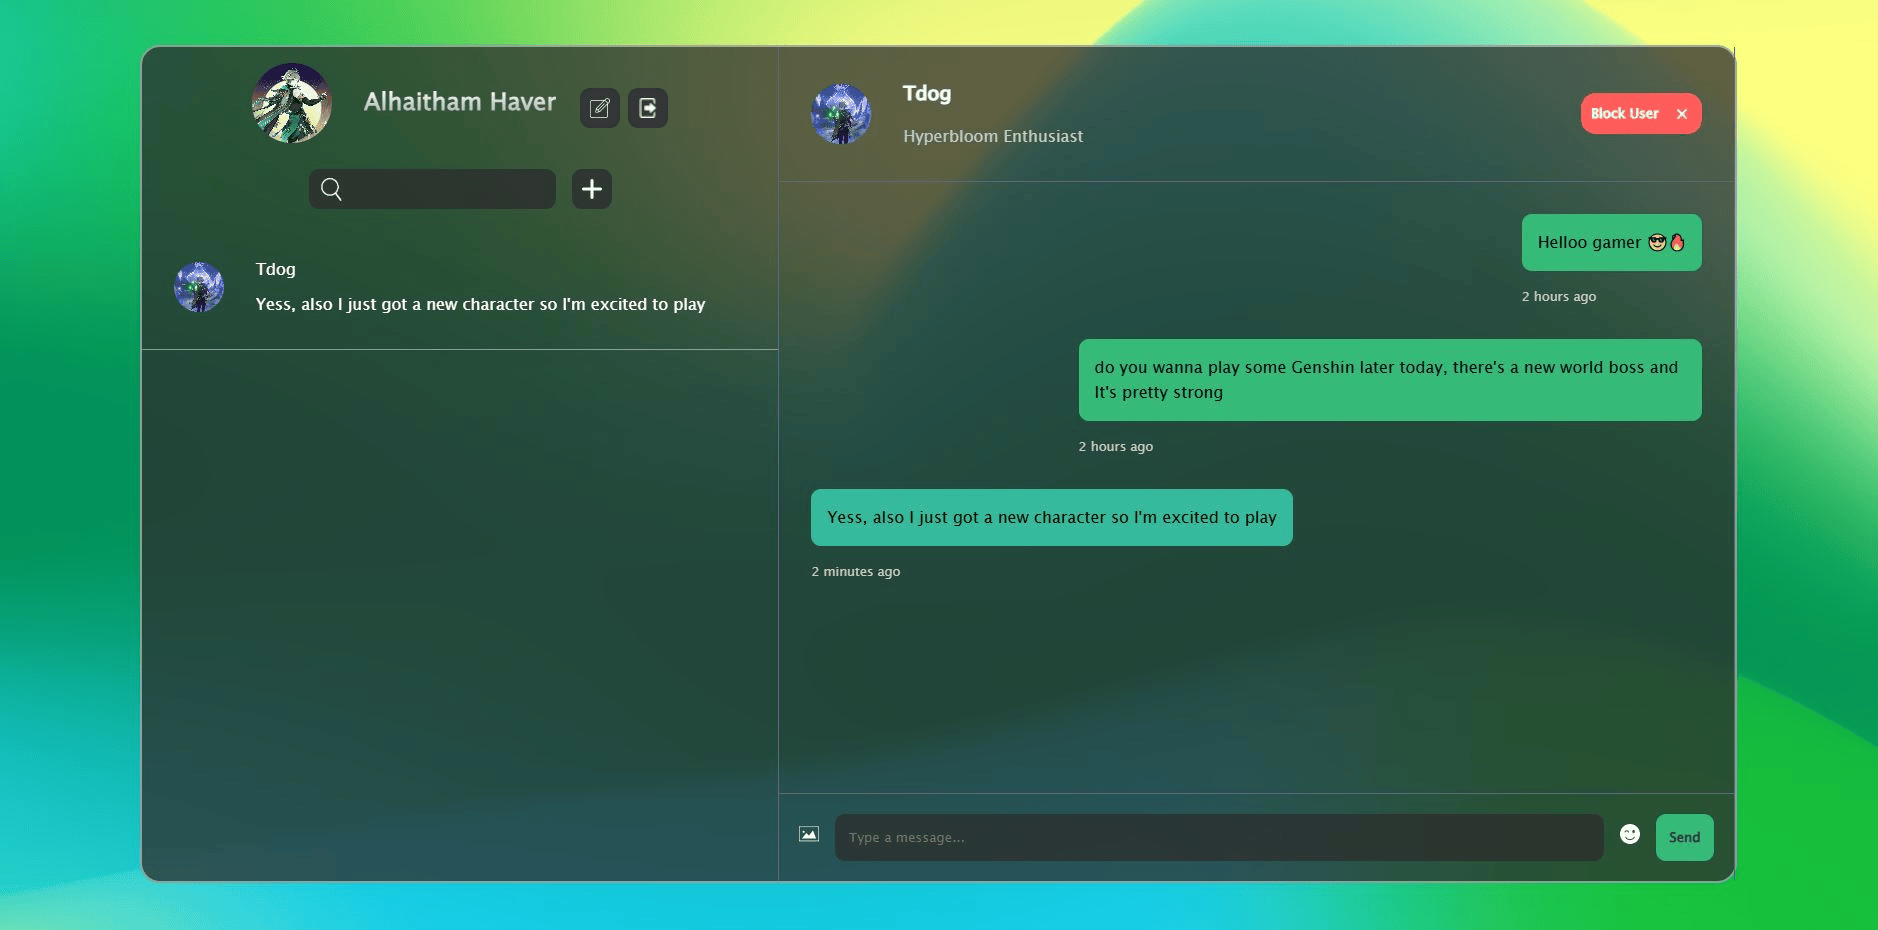 Alhaitham Haver
Tdog
Yess, also I just got a new character so I'm excited to play
Tdog
Hyperbloom Enthusiast
Block User
Helloo gamer 😎🔥
2 hours ago
do you wanna play some Genshin later today, there's a new world boss and
It's pretty strong
2 hours ago
Yess, also I just got a new character so I'm excited to play
2 minutes ago
Type a message...
Send